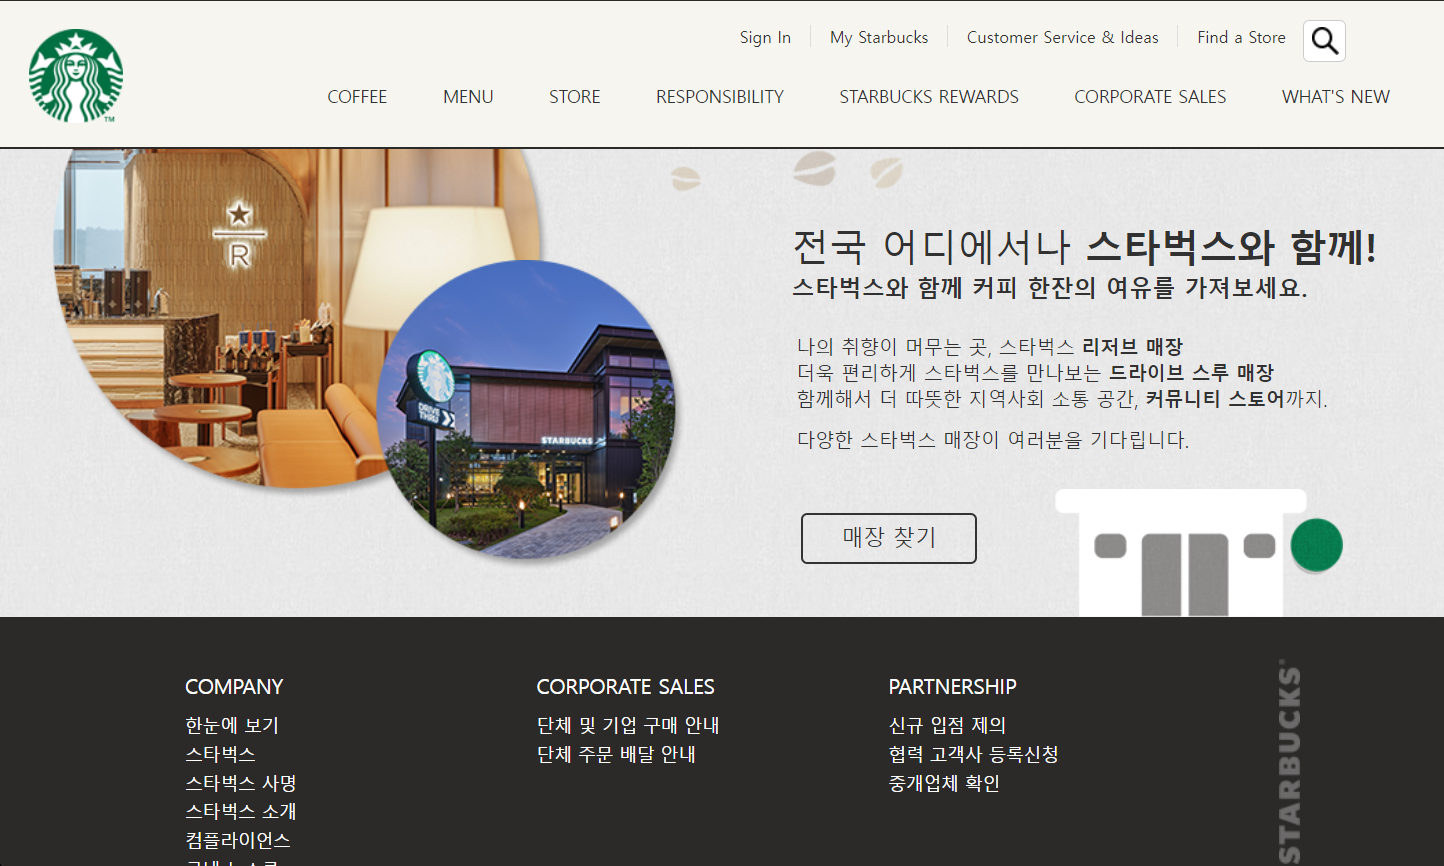 Sign In
My Starbucks
Customer Service & Ideas
Find a Store
TM
COFFEE
MENU
STORE
RESPONSIBILITY
STARBUCKS REWARDS
CORPORATE SALES
WHAT'S NEW
R
DRIVE
THRU
STARBUCKS
전국 어디에서나 스타벅스와 함께!
스타벅스와 함께 커피 한잔의 여유를 가져보세요.
나의 취향이 머무는 곳, 스타벅스 리저브 매장
더욱 편리하게 스타벅스를 만나보는 드라이브 스루 매장
함께해서 더 따뜻한 지역사회 소통 공간, 커뮤니티 스토어까지.
다양한 스타벅스 매장이 여러분을 기다립니다.
매장 찾기
COMPANY
한눈에 보기
스타벅스
스타벅스 사명
스타벅스 소개
컴플라이언스
CORPORATE SALES
단체 및 기업 구매 안내
단체 주문 배달 안내
PARTNERSHIP
신규 입점 제의
협력 고객사 등록신청
중개업체 확인
STARBUCKS